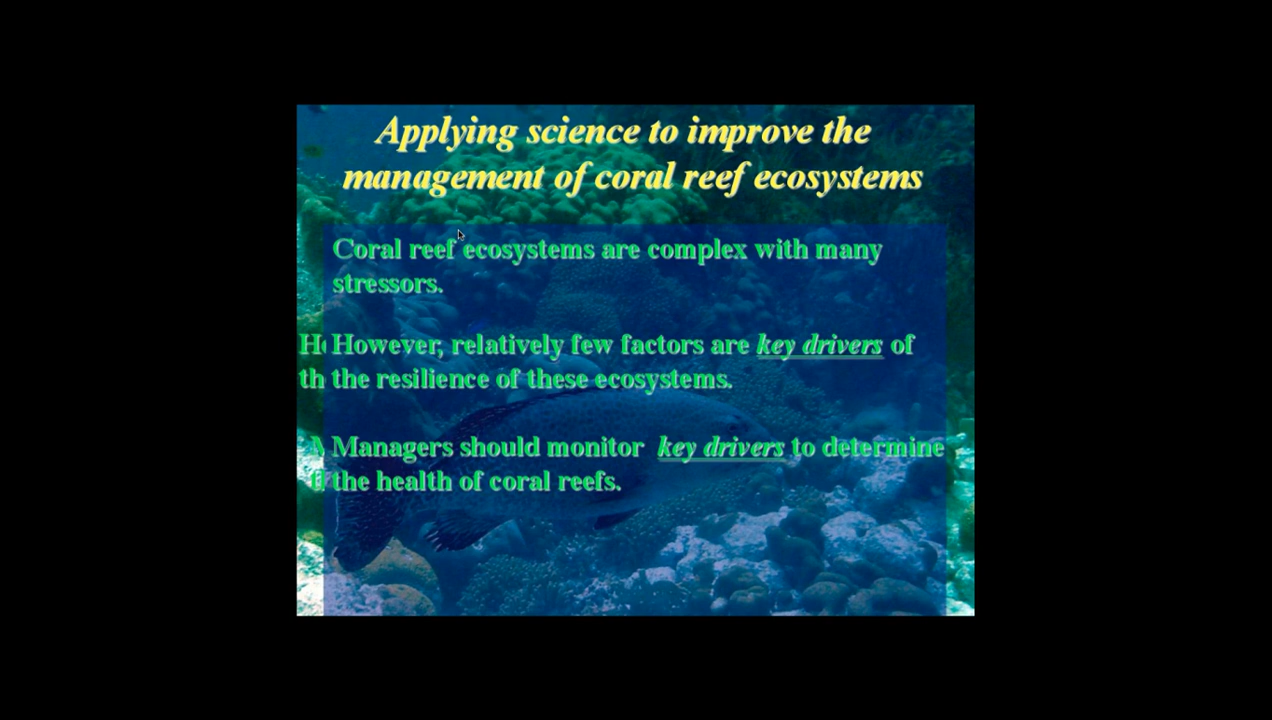 Applying science to improve the
management of coral reef ecosystems
Coral reef ecosystems are complex with many
stressors.
However, relatively few factors are key drivers of
the resilience of these ecosystems.
Managers should monitor key drivers to determine
the health of coral reefs.